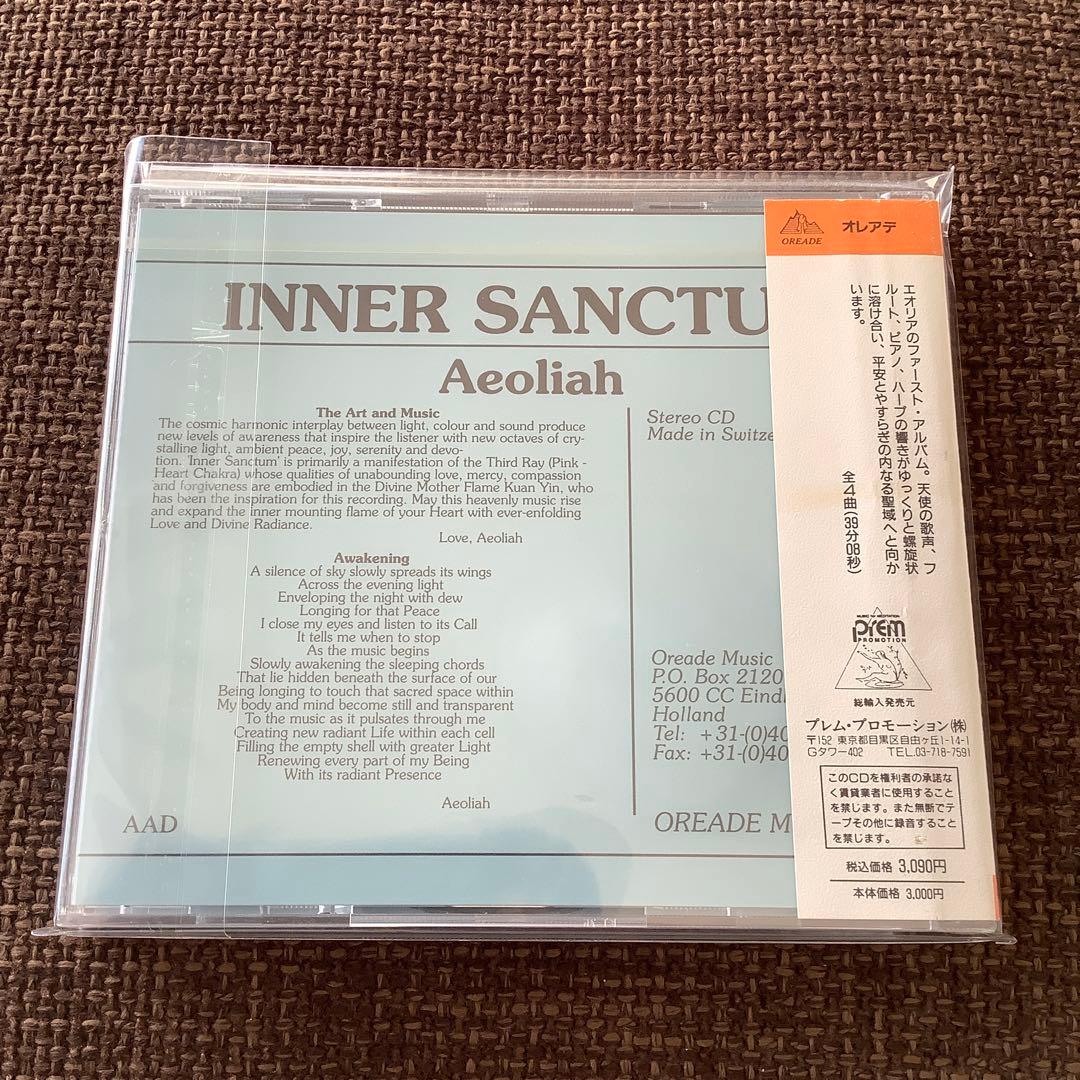 INNER SANCTU
Aeoliah
The Art and Music
The cosmic harmonic interplay between light, colour and sound produce
new levels of awareness that inspire the listener with new octaves of cry-
stalline light, ambient peace, joy, serenity and devo-
tion. 'Inner Sanctum' is primarily a manifestation of the Third Ray (Pink -
Heart Chakra) whose qualities of unabounding love, mercy, compassion
and forgiveness are embodied in the Divine Mother Flame Kuan Yin, who
has been the inspiration for this recording. May this heavenly music rise
and expand the inner mounting flame of your Heart with ever-enfolding
Love and Divine Radiance.
Love, Aeoliah
Awakening
A silence of sky slowly spreads its wings
Across the evening light
Enveloping the night with dew
Longing for that Peace
I close my eyes and listen to its Call
It tells me when to stop
As the music begins
Slowly awakening the sleeping chords
That lie hidden beneath the surface of our
Being longing to touch that sacred space within
My body and mind become still and transparent
To the music as it pulsates through me
Creating new radiant Life within each cell
Filling the empty shell with greater Light
Renewing every part of my Being
With its radiant Presence
Aeoliah
AAD
Stereo CD
Made in Switze
Oreade Music
P.O. Box 2120
5600 CC Eind
Holland
Tel: +31-(0)40
Fax: +31-(0)40
OREADE M
OREADE
オレアデ
エオリアのファースト・アルバム。天使の歌声、フ
ルート、ピアノ、ハープの響きがゆっくりと螺旋状
に溶け合い、平安とやすらぎの内なる聖域へと向か
います。
全4曲(39分08秒)
MUSIC FOR MEDITATION
PREM
PROMOTION
総輸入発売元
プレム・プロモーション(株)
〒152 東京都目黒区自由ヶ丘1-14-1
Gタワー402 TEL.03-718-7591
このCDを権利者の承諾な
く賃貸業者に使用すること
を禁じます。また無断でテ
ープその他に録音すること
を禁じます。
税込価格 3,090円
本体価格 3,000円